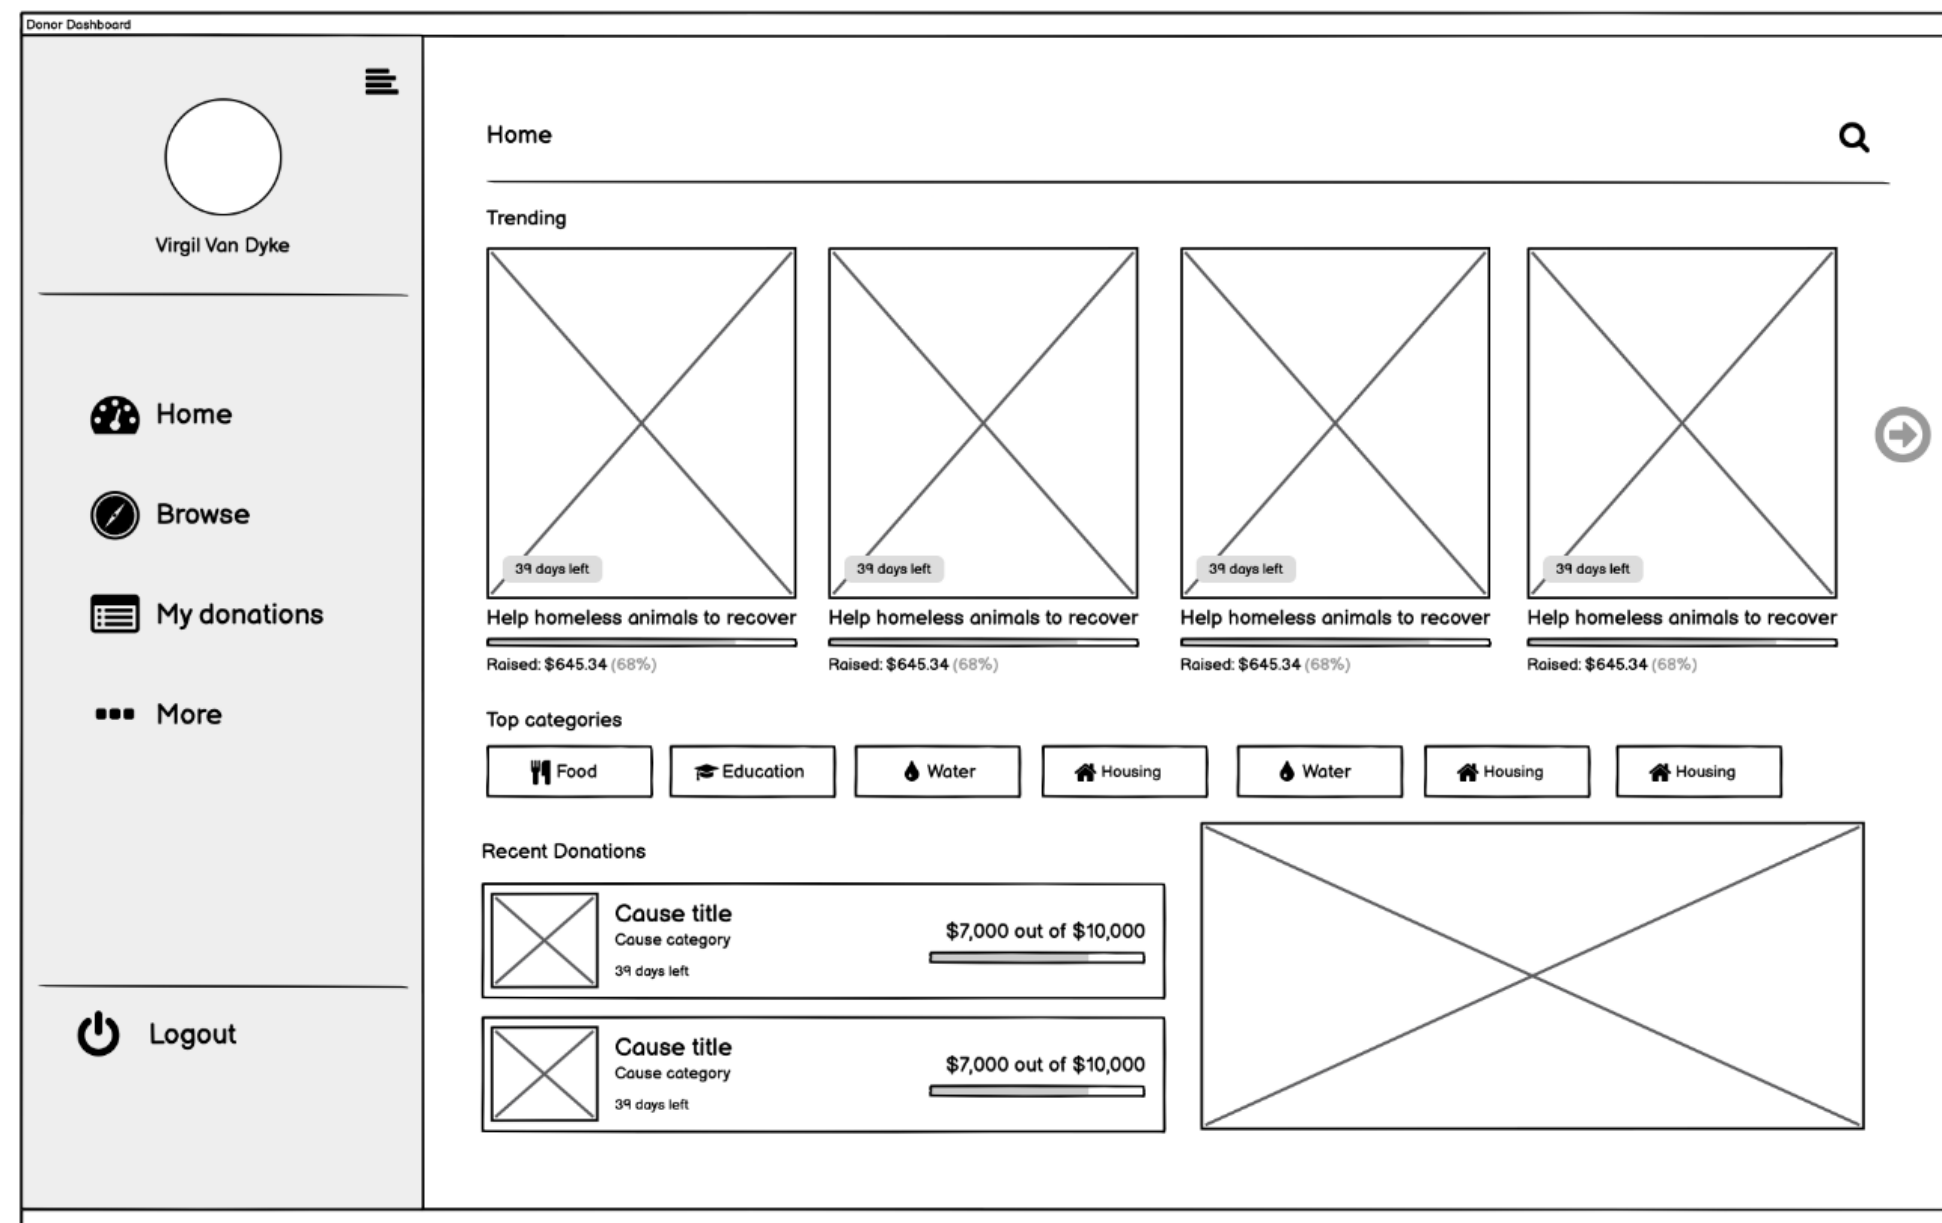 Donor Dashboard
Virgil Van Dyke
Home
Browse
My donations
More
Logout
Home
Trending
39 days left
39 days left
39 days left
39 days left
Help homeless animals to recover
Help homeless animals to recover
Help homeless animals to recover
Help homeless animals to recover
Raised: $645.34 (68%)
Raised: $645.34 (68%)
Raised: $645.34 (68%)
Raised: $645.34 (68%)
Top categories
Food
Education
Water
Housing
Water
Housing
Housing
Recent Donations
Cause title
Cause category
39 days left
$7,000 out of $10,000
Cause title
Cause category
39 days left
$7,000 out of $10,000